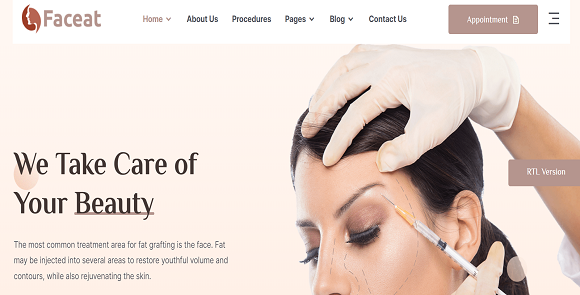 Faceat
Home About Us Procedures Pages Blog Contact Us
Appointment
We Take Care of
Your Beauty
RTL Version
The most common treatment area for fat grafting is the face. Fat
may be injected into several areas to restore youthful volume and
contours, while also rejuvenating the skin.